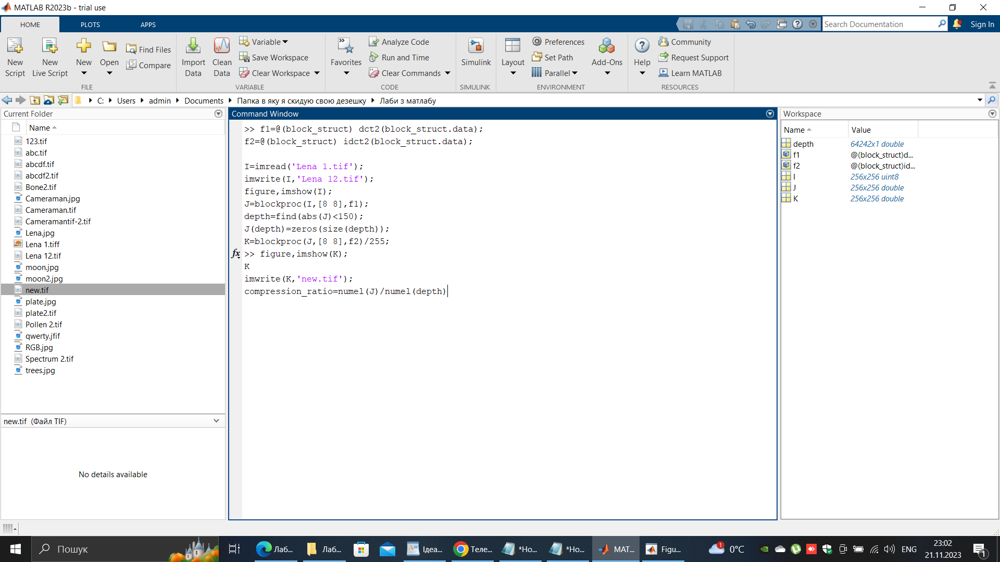 MATLAB R2023b - trial use
HOME PLOTS APPS
Search Documentation
Sign In
New Script
New Live Script
New
Open
Find Files
Compare
FILE
Import Data
Clean Data
Variable
Save Workspace
Clear Workspace
VARIABLE
Favorites
Analyze Code
Run and Time
Clear Commands
CODE
Simulink
SIMULINK
Layout
Preferences
Set Path
Parallel
Add-Ons
ENVIRONMENT
Help
Community
Request Support
Learn MATLAB
RESOURCES
C: Users admin Documents Папка в яку я скидую свою дезешку Лаби з матлабу
Current Folder
Name
123.tif
abc.tif
abcdf.tif
abcdf2.tif
Bone2.tif
Cameraman.jpg
Cameraman.tif
Cameramantif-2.tif
Lena.jpg
Lena 1.tiff
Lena 12.tif
moon.jpg
moon2.jpg
new.tif
plate.jpg
plate2.tif
Pollen 2.tif
qwerty.jfif
RGB.jpg
Spectrum 2.tif
trees.jpg
new.tif (Файл TIF)
No details available
Command Window
>> f1=@(block_struct) dct2(block_struct.data);
f2=@(block_struct) idct2(block_struct.data);
I=imread('Lena 1.tif');
imwrite(I,'Lena 12.tif');
figure,imshow(I);
J=blockproc(I,[8 8],f1);
depth=find(abs(J)<150);
J(depth)=zeros(size(depth));
K=blockproc(J,[8 8],f2)/255;
fx >> figure,imshow(K);
K
imwrite(K,'new.tif');
compression_ratio=numel(J)/numel(depth)
Workspace
Name Value
depth 64242x1 double
f1 @(block_struct)d...
f2 @(block_struct)id...
I 256x256 uint8
J 256x256 double
K 256x256 double
Пошук
Лаб...
Лаб...
Ідеа...
Теле...
*Но...
*Но...
MAT...
Figu...
1
0°C
ENG
23:02
21.11.2023
1